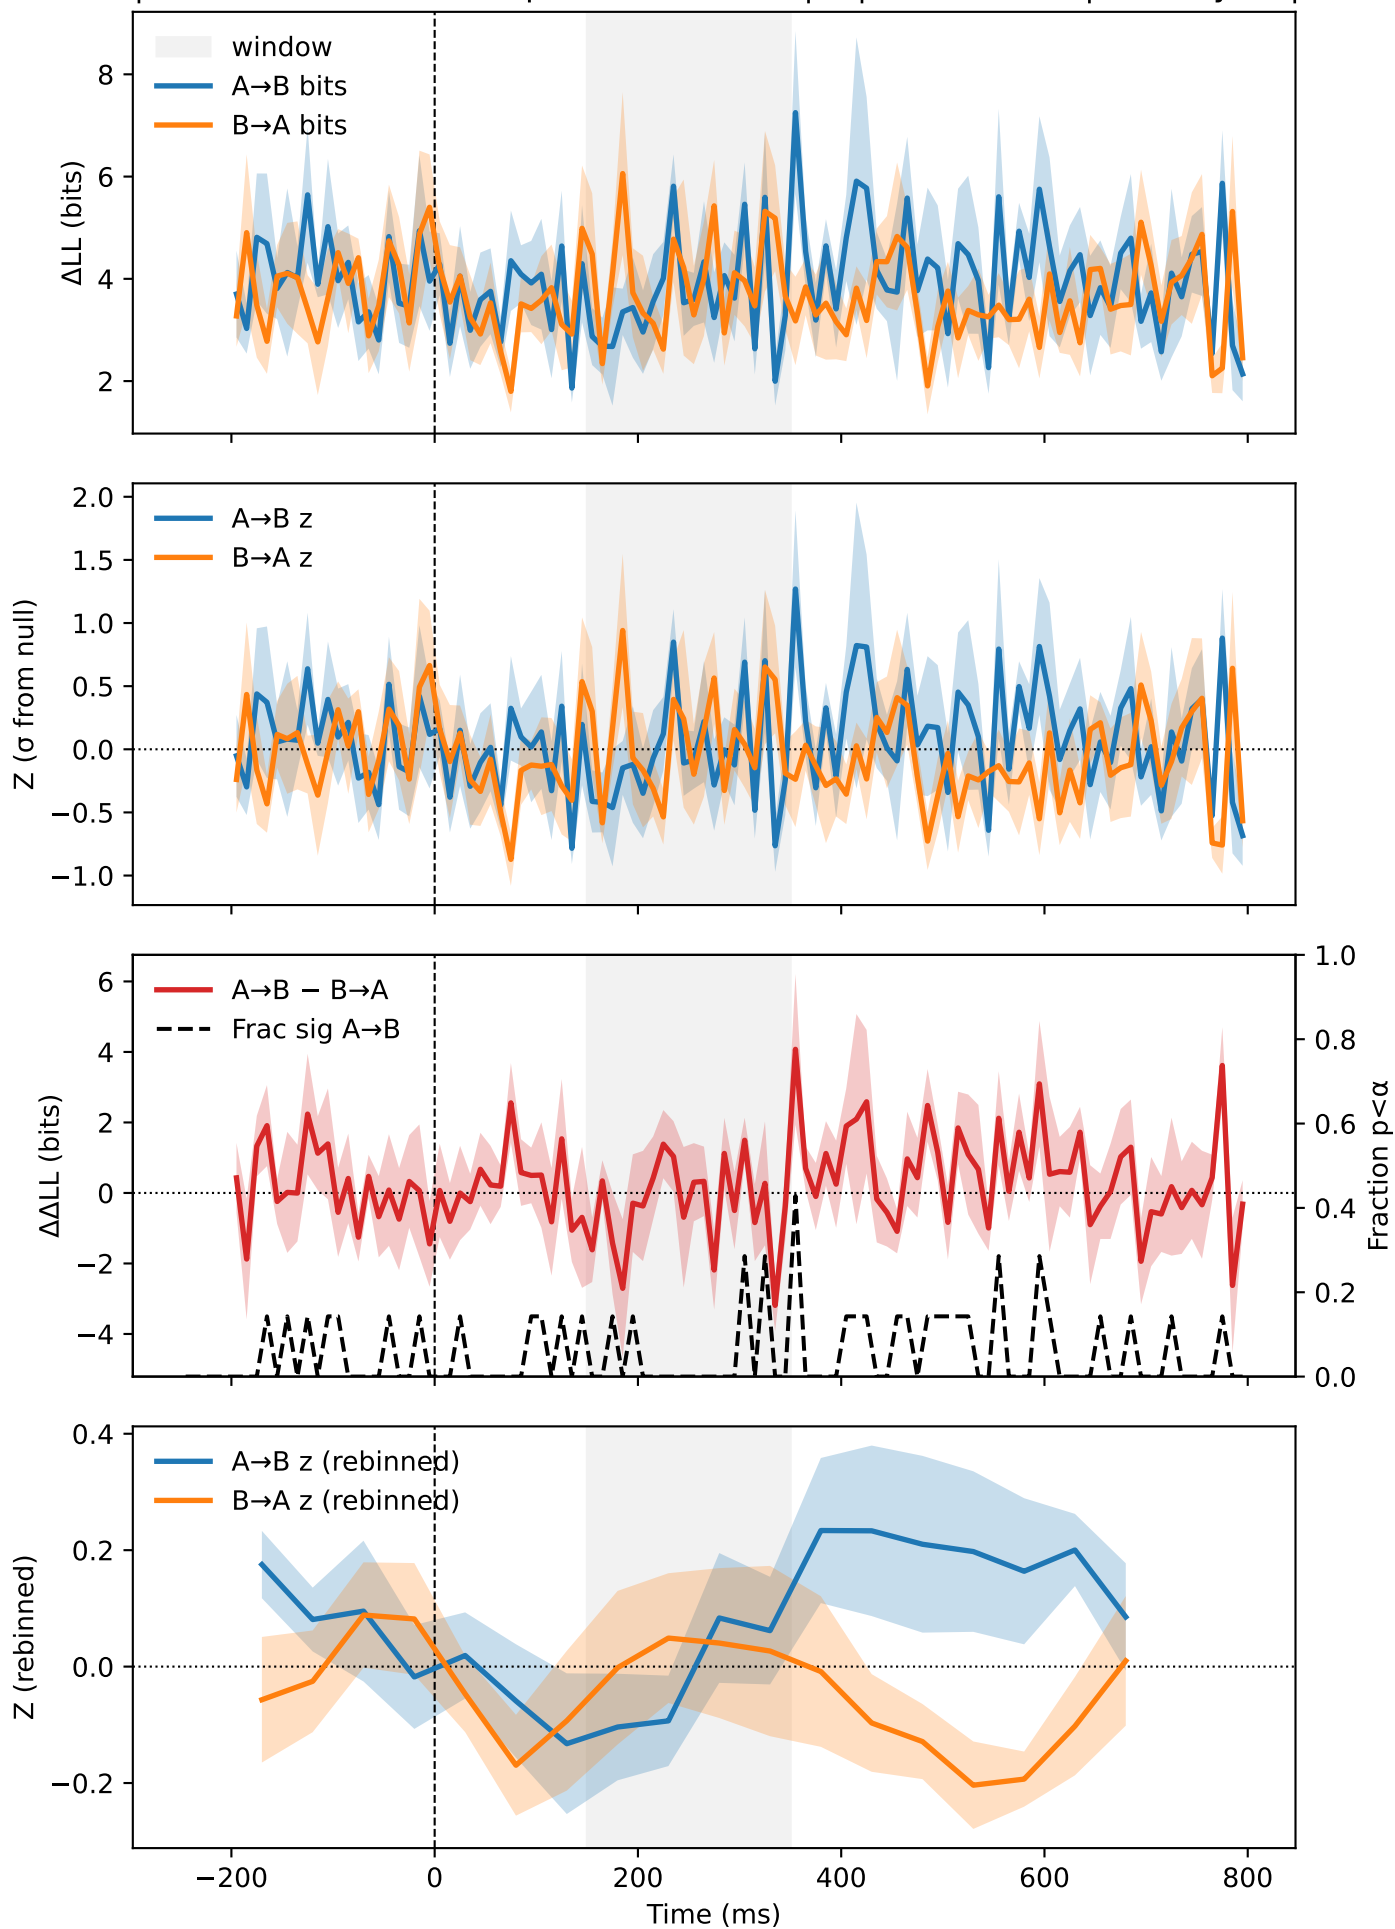 window
A→B bits
B→A bits
ΔLL (bits)
8
6
4
2
A→B z
B→A z
Z (σ from null)
2.0
1.5
1.0
0.5
0.0
−0.5
−1.0
A→B − B→A
Frac sig A→B
ΔΔLL (bits)
6
4
2
0
−2
−4
1.0
0.8
0.6
0.4
0.2
0.0
Fraction p<α
A→B z (rebinned)
B→A z (rebinned)
Z (rebinned)
0.4
0.2
0.0
−0.2
−200
0
200
400
600
800
Time (ms)